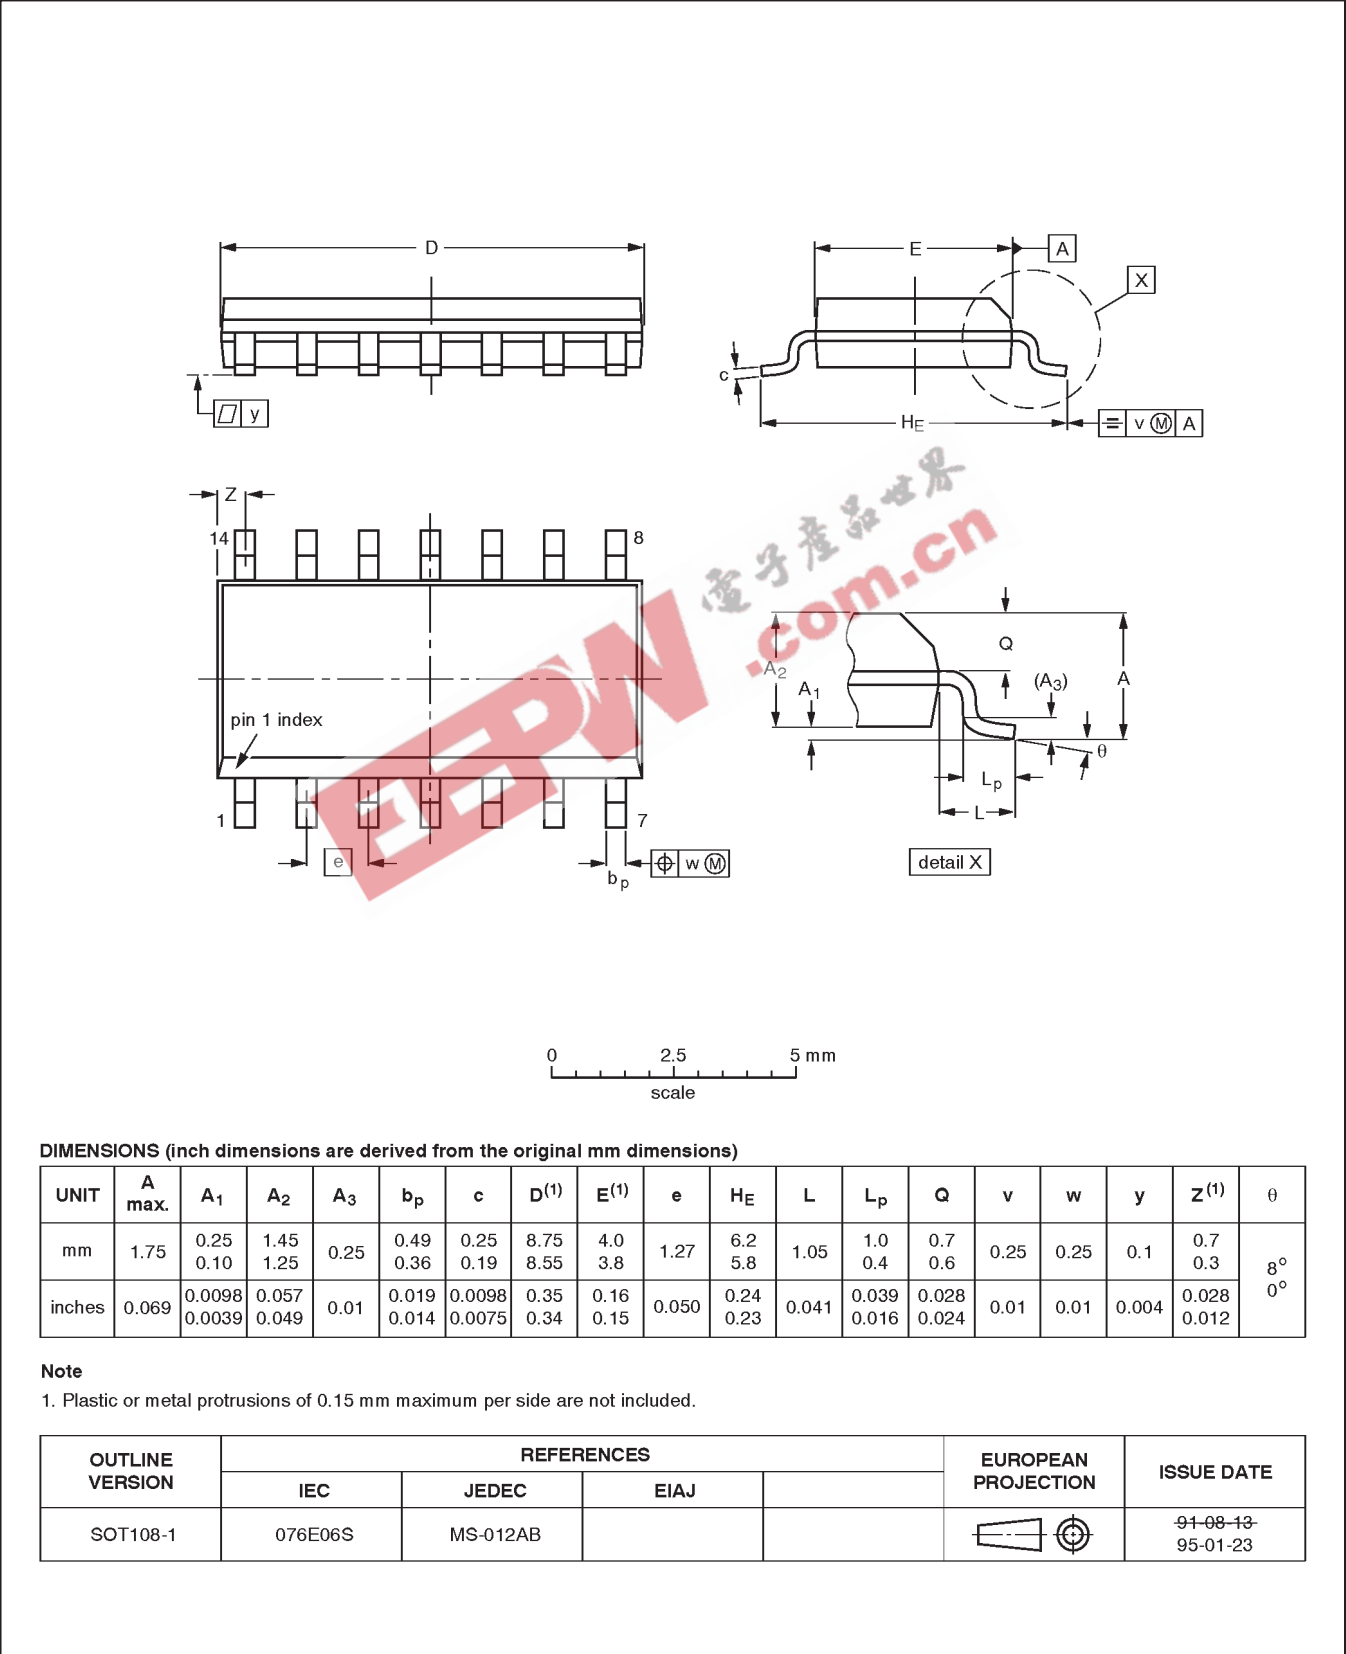 D
E
A
X
c
y
HE
v M A
Z
14
8
電子產品世界
.com.cn
EEPW
Q
A2
A1
(A3)
A
pin 1 index
θ
Lp
L
1
7
e
bp
w M
detail X
0 2.5 5 mm
scale
DIMENSIONS (inch dimensions are derived from the original mm dimensions)
UNIT A max. A1 A2 A3 bp c D(1) E(1) e HE L Lp Q v w y Z(1) θ
mm 1.75 0.25 0.10 1.45 1.25 0.25 0.49 0.36 0.25 0.19 8.75 8.55 4.0 3.8 1.27 6.2 5.8 1.05 1.0 0.4 0.7 0.6 0.25 0.25 0.1 0.7 0.3 8° 0°
inches 0.069 0.0098 0.0039 0.057 0.049 0.01 0.019 0.014 0.0098 0.0075 0.35 0.34 0.16 0.15 0.050 0.24 0.23 0.041 0.039 0.016 0.028 0.024 0.01 0.01 0.004 0.028 0.012
Note
1. Plastic or metal protrusions of 0.15 mm maximum per side are not included.
OUTLINE VERSION REFERENCES EUROPEAN PROJECTION ISSUE DATE
IEC JEDEC EIAJ
SOT108-1 076E06S MS-012AB 91-08-13
95-01-23